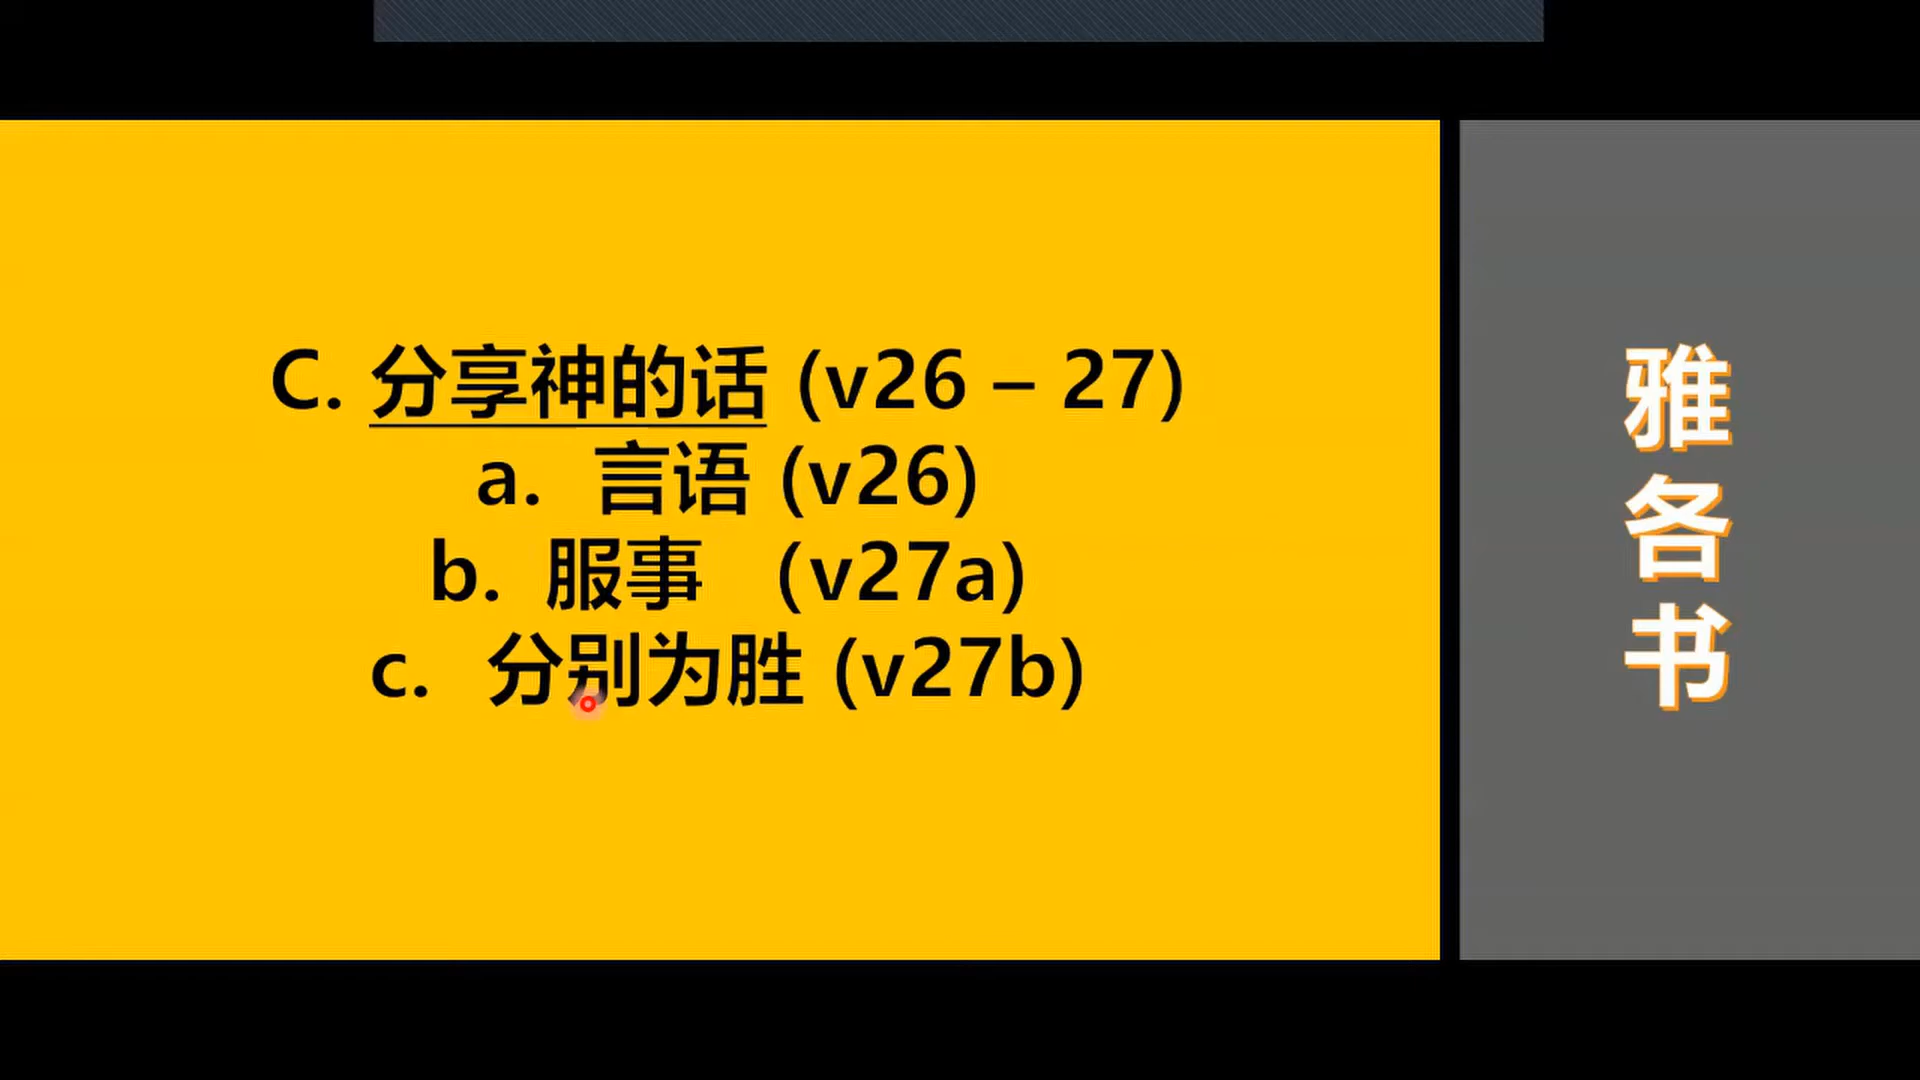 C. 分享神的话 (v26 – 27)
a. 言语 (v26)
b. 服事 (v27a)
c. 分别为胜 (v27b)
雅各书